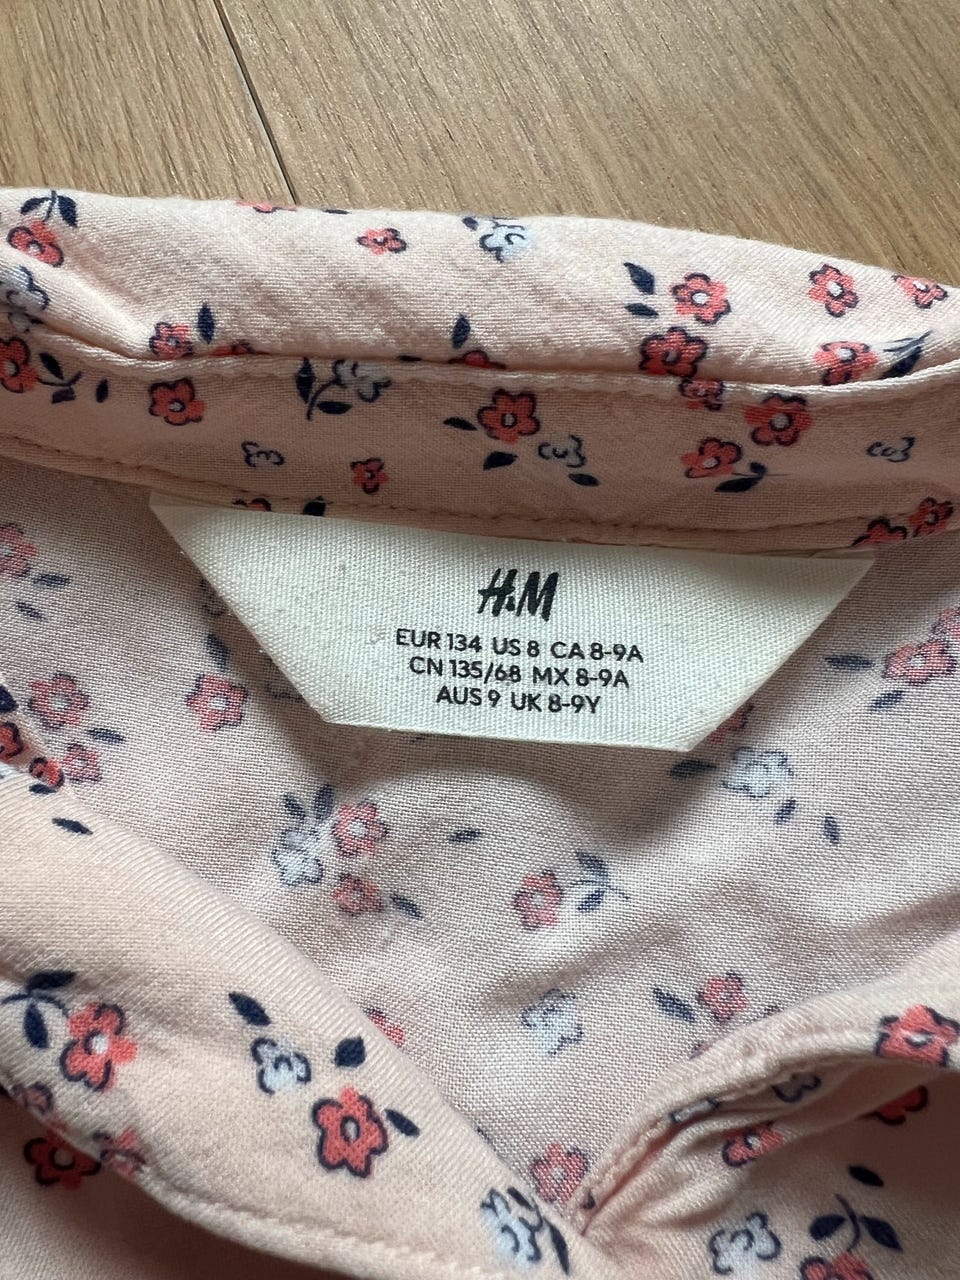 H&M
EUR 134 US 8 CA 8-9A
CN 135/68 MX 8-9A
AUS 9 UK 8-9Y